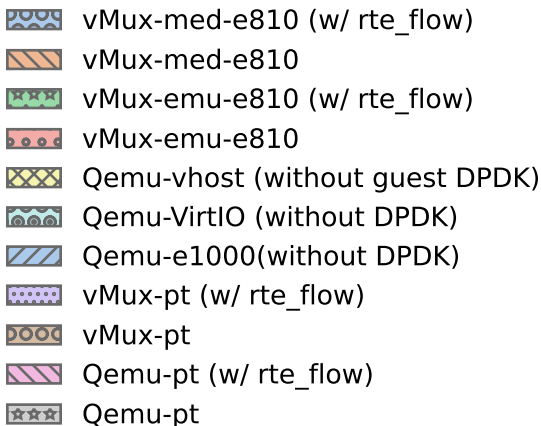 vMux-med-e810 (w/ rte_flow)
vMux-med-e810
vMux-emu-e810 (w/ rte_flow)
vMux-emu-e810
Qemu-vhost (without guest DPDK)
Qemu-VirtIO (without DPDK)
Qemu-e1000(without DPDK)
vMux-pt (w/ rte_flow)
vMux-pt
Qemu-pt (w/ rte_flow)
Qemu-pt